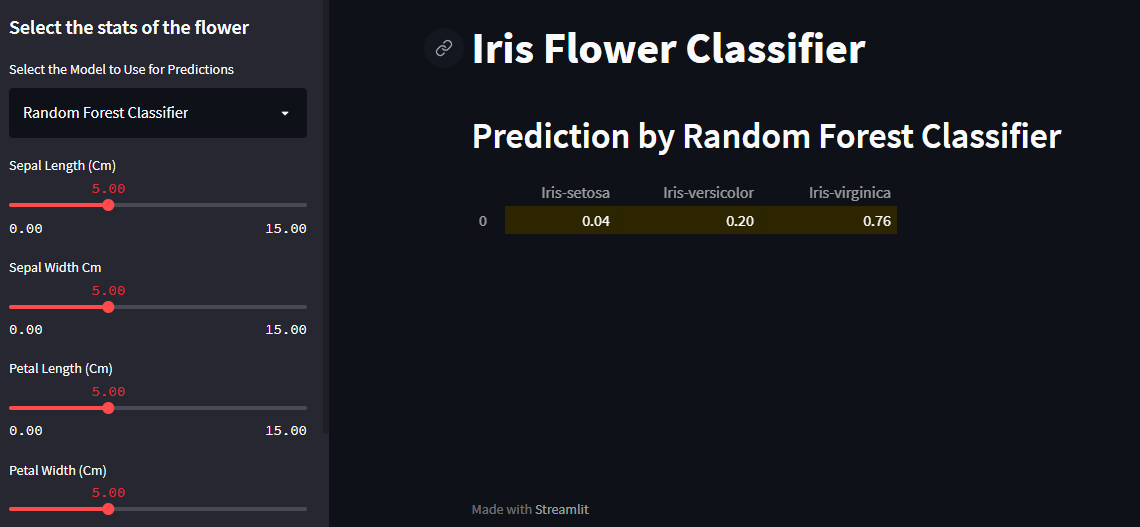 Select the stats of the flower
Select the Model to Use for Predictions
Random Forest Classifier
Sepal Length (Cm)
5.00
0.00 15.00
Sepal Width Cm
5.00
0.00 15.00
Petal Length (Cm)
5.00
0.00 15.00
Petal Width (Cm)
5.00
Iris Flower Classifier
Prediction by Random Forest Classifier
Iris-setosa Iris-versicolor Iris-virginica
0 0.04 0.20 0.76
Made with Streamlit